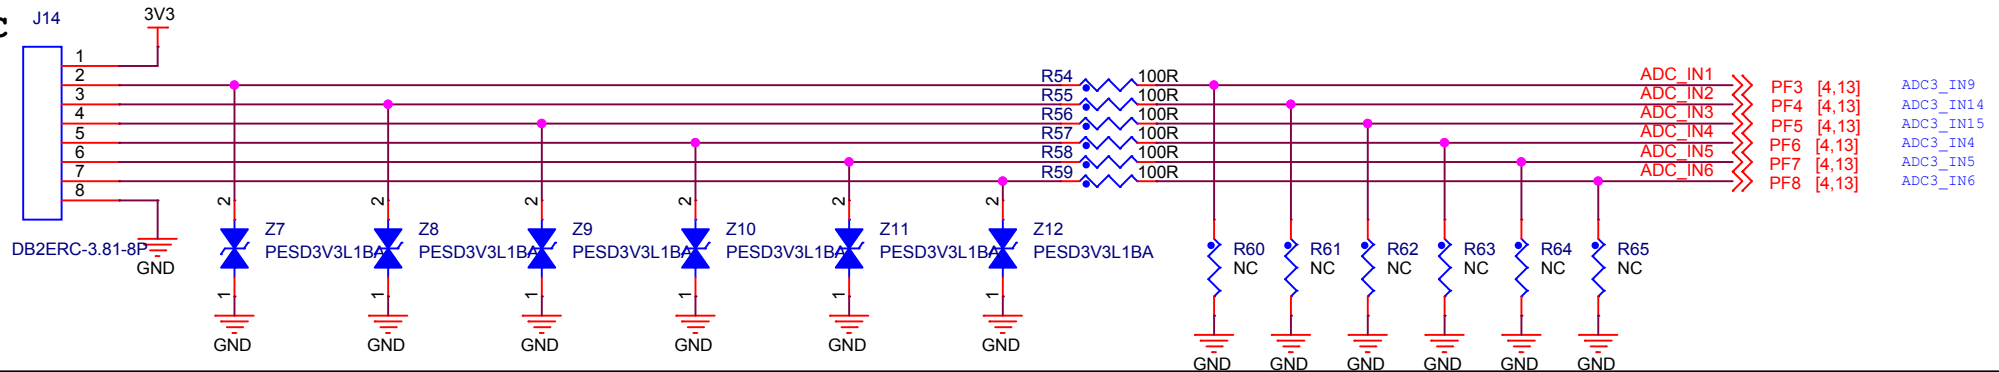 C
J14
3V3
1
2
3
4
5
6
7
8
DB2ERC-3.81-8P
GND
R54 100R ADC_IN1 PF3 [4,13] ADC3_IN9
R55 100R ADC_IN2 PF4 [4,13] ADC3_IN14
R56 100R ADC_IN3 PF5 [4,13] ADC3_IN15
R57 100R ADC_IN4 PF6 [4,13] ADC3_IN4
R58 100R ADC_IN5 PF7 [4,13] ADC3_IN5
R59 100R ADC_IN6 PF8 [4,13] ADC3_IN6
2 2 2 2 2 2
Z7 Z8 Z9 Z10 Z11 Z12
PESD3V3L1BA PESD3V3L1BA PESD3V3L1BA PESD3V3L1BA PESD3V3L1BA PESD3V3L1BA
1 1 1 1 1 1
GND GND GND GND GND GND
R60 R61 R62 R63 R64 R65
NC NC NC NC NC NC
GND GND GND GND GND GND